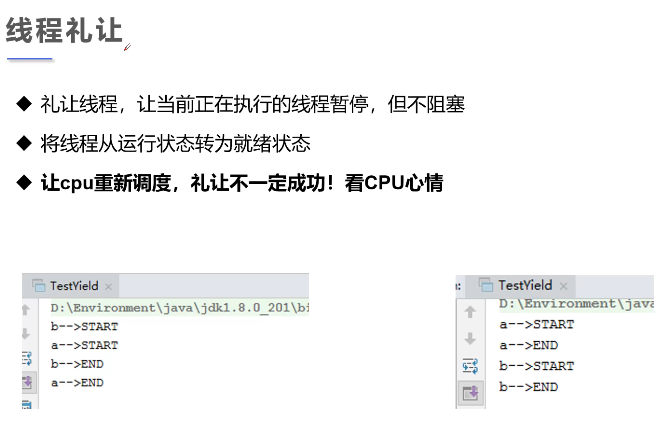 线程礼让
◆ 礼让线程，让当前正在执行的线程暂停，但不阻塞
◆ 将线程从运行状态转为就绪状态
◆ 让cpu重新调度，礼让不一定成功！看CPU心情
TestYield ×
D:\Environment\java\jdk1.8.0_201\bi
b-->START
a-->START
b-->END
a-->END
TestYield ×
D:\Environment\java
a-->START
a-->END
b-->START
b-->END